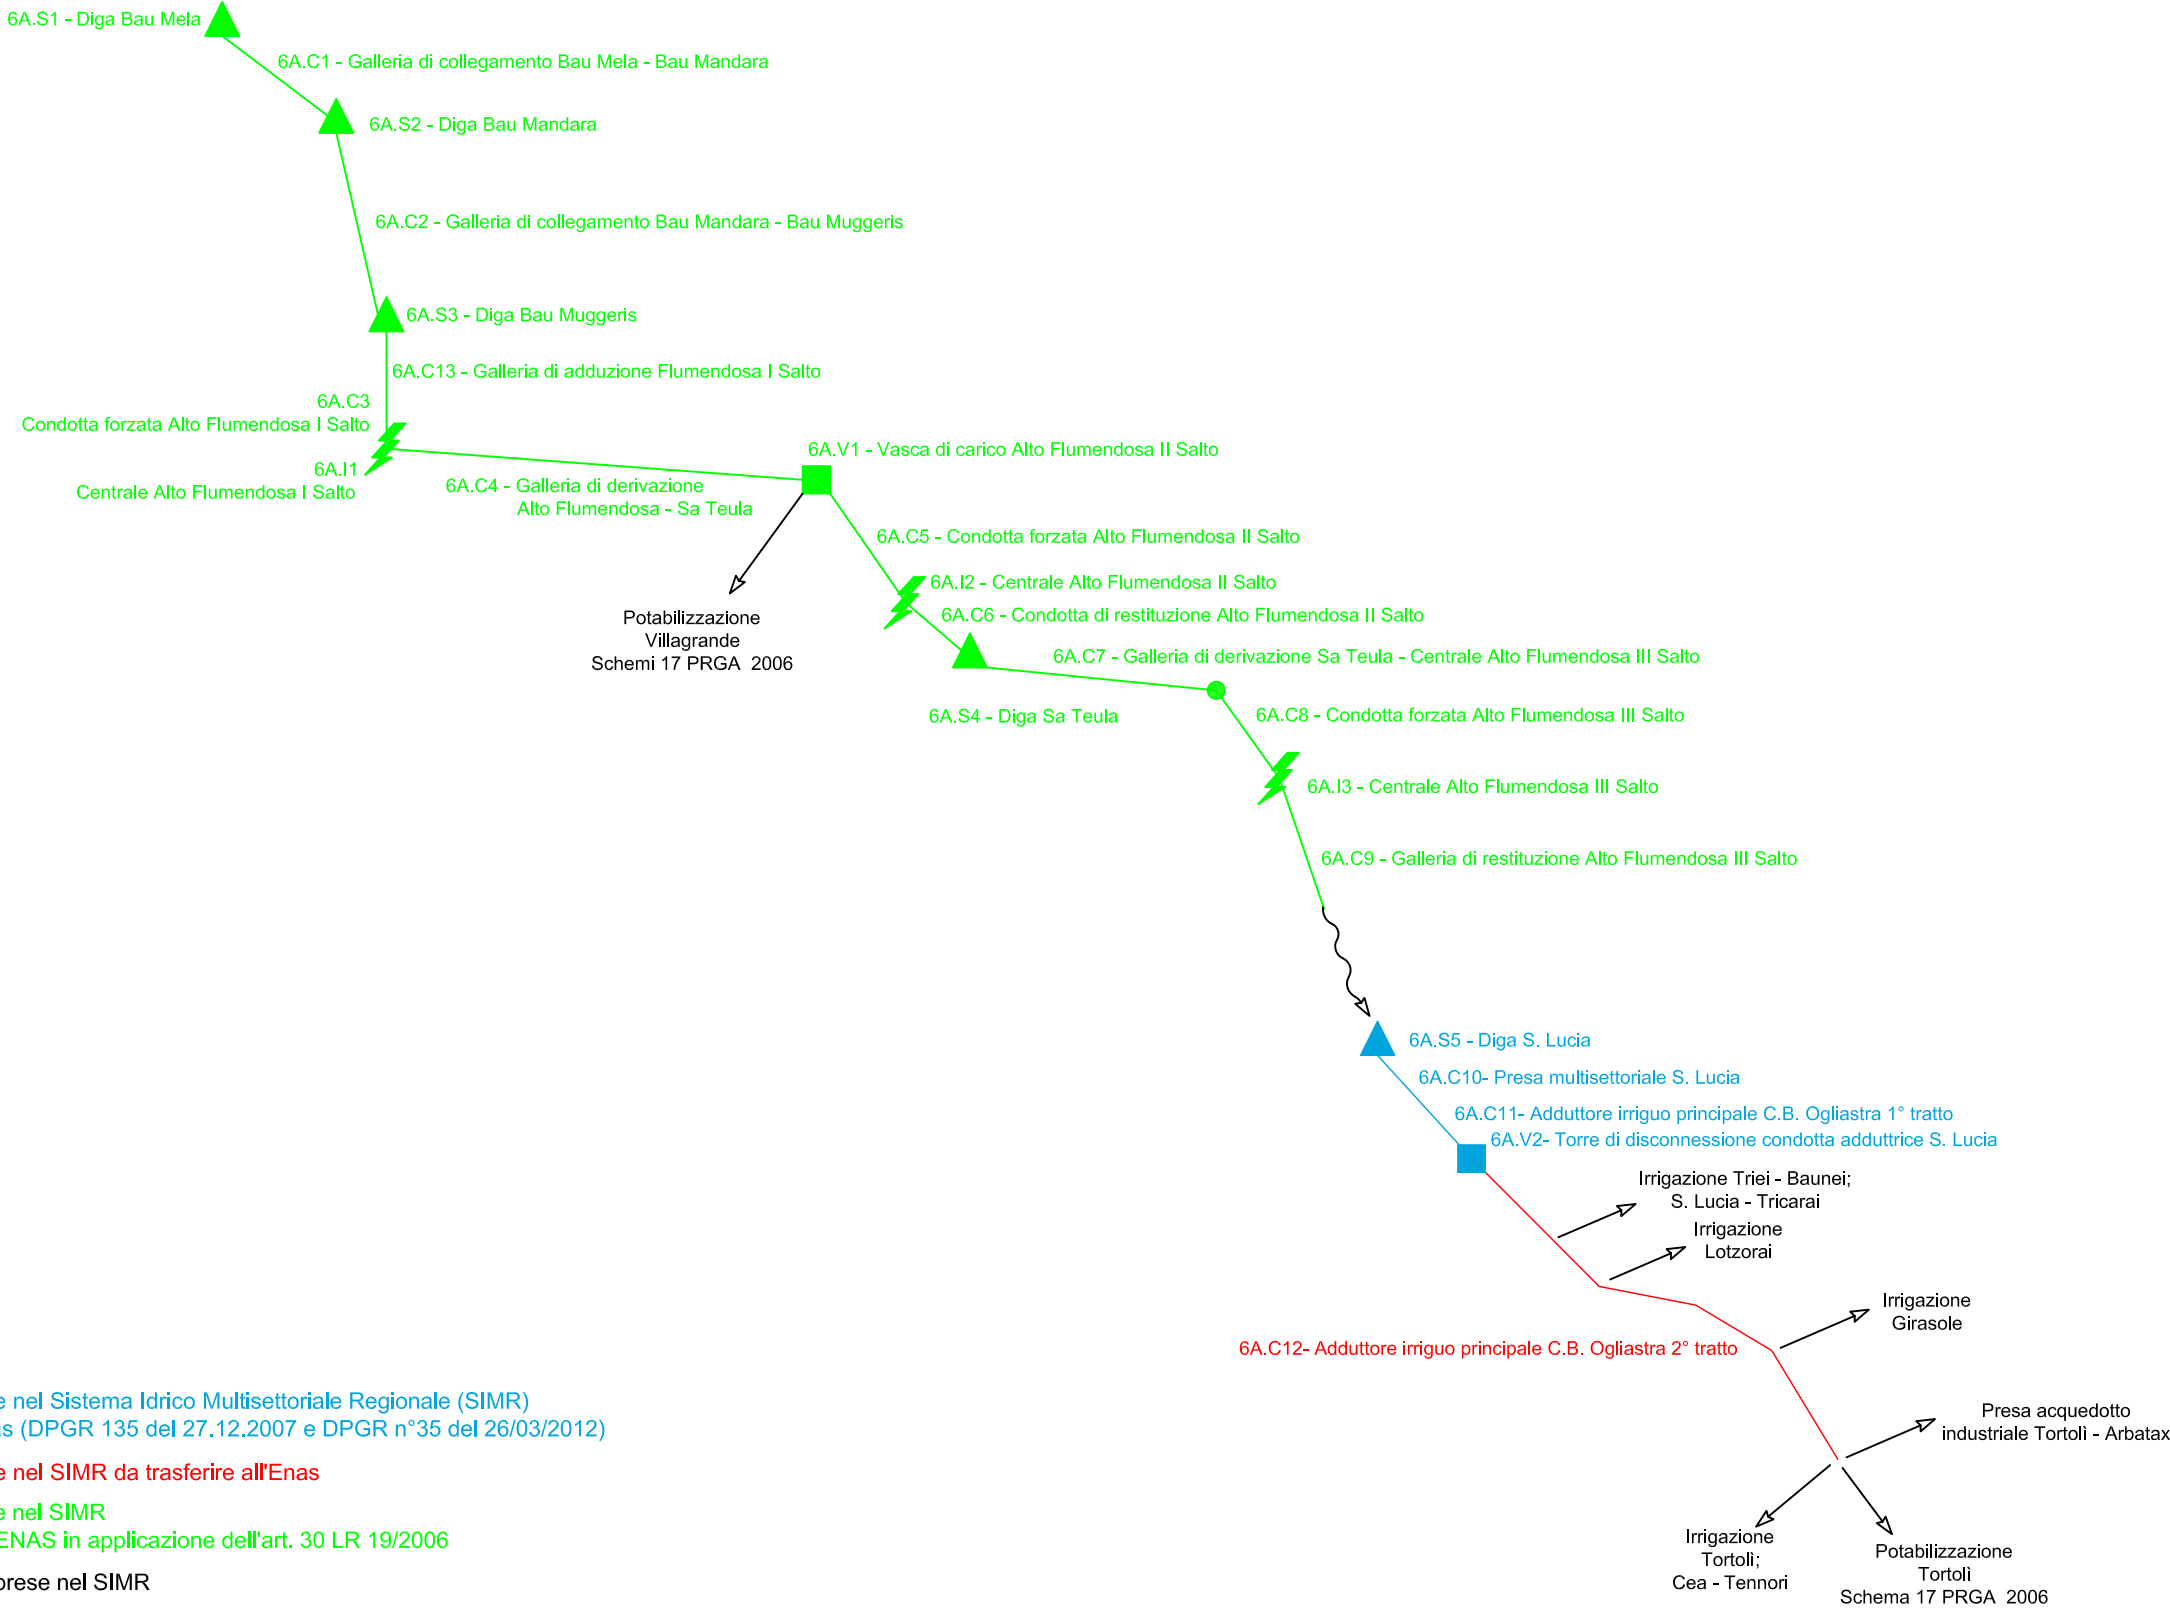 6A.S1 - Diga Bau Mela
6A.C1 - Galleria di collegamento Bau Mela - Bau Mandara
6A.S2 - Diga Bau Mandara
6A.C2 - Galleria di collegamento Bau Mandara - Bau Muggeris
6A.S3 - Diga Bau Muggeris
6A.C13 - Galleria di adduzione Flumendosa I Salto
6A.C3
Condotta forzata Alto Flumendosa I Salto
6A.I1
Centrale Alto Flumendosa I Salto
6A.V1 - Vasca di carico Alto Flumendosa II Salto
6A.C4 - Galleria di derivazione
Alto Flumendosa - Sa Teula
6A.C5 - Condotta forzata Alto Flumendosa II Salto
6A.I2 - Centrale Alto Flumendosa II Salto
6A.C6 - Condotta di restituzione Alto Flumendosa II Salto
Potabilizzazione
Villagrande
Schemi 17 PRGA 2006
6A.C7 - Galleria di derivazione Sa Teula - Centrale Alto Flumendosa III Salto
6A.S4 - Diga Sa Teula
6A.C8 - Condotta forzata Alto Flumendosa III Salto
6A.I3 - Centrale Alto Flumendosa III Salto
6A.C9 - Galleria di restituzione Alto Flumendosa III Salto
6A.S5 - Diga S. Lucia
6A.C10- Presa multisettoriale S. Lucia
6A.C11- Adduttore irriguo principale C.B. Ogliastra 1° tratto
6A.V2- Torre di disconnessione condotta adduttrice S. Lucia
Irrigazione Triei - Baunei;
S. Lucia - Tricarai
Irrigazione
Lotzorai
Irrigazione
Girasole
6A.C12- Adduttore irriguo principale C.B. Ogliastra 2° tratto
Presa acquedotto
industriale Tortolì - Arbatax
Irrigazione
Tortolì;
Cea - Tennori
Potabilizzazione
Tortolì
Schema 17 PRGA 2006
e nel Sistema Idrico Multisettoriale Regionale (SIMR)
s (DPGR 135 del 27.12.2007 e DPGR n°35 del 26/03/2012)
e nel SIMR da trasferire all'Enas
e nel SIMR
ENAS in applicazione dell'art. 30 LR 19/2006
prese nel SIMR